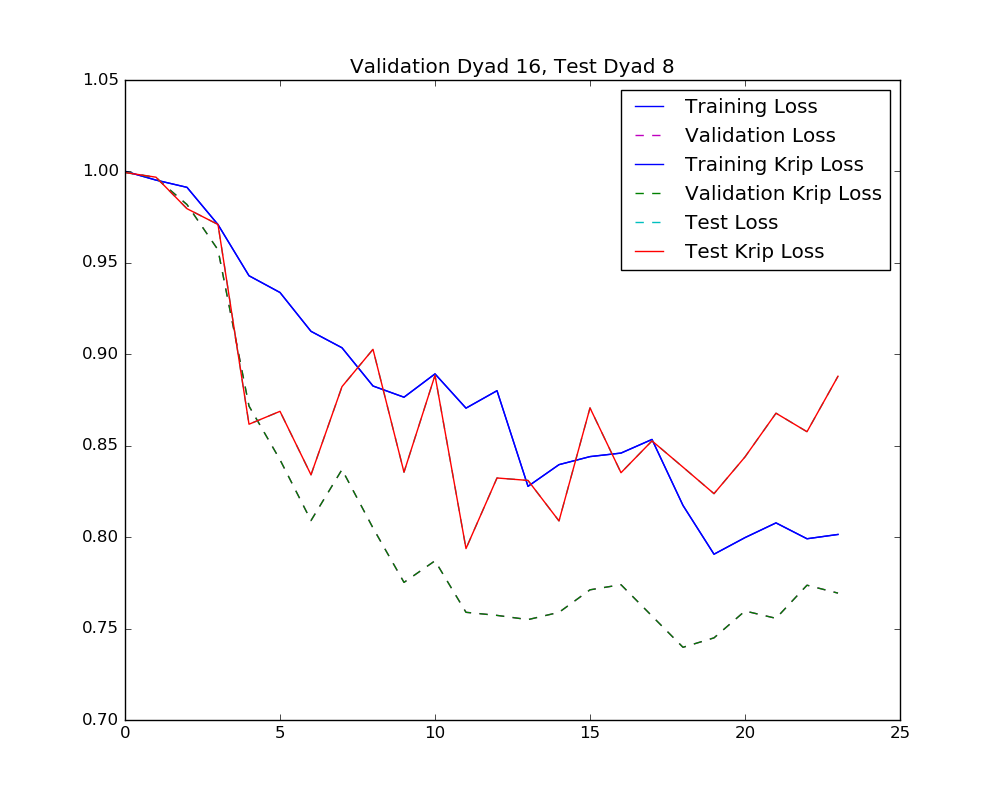 Validation Dyad 16, Test Dyad 8
1.05
1.00
0.95
0.90
0.85
0.80
0.75
0.70
0 5 10 15 20 25
Training Loss
Validation Loss
Training Krip Loss
Validation Krip Loss
Test Loss
Test Krip Loss